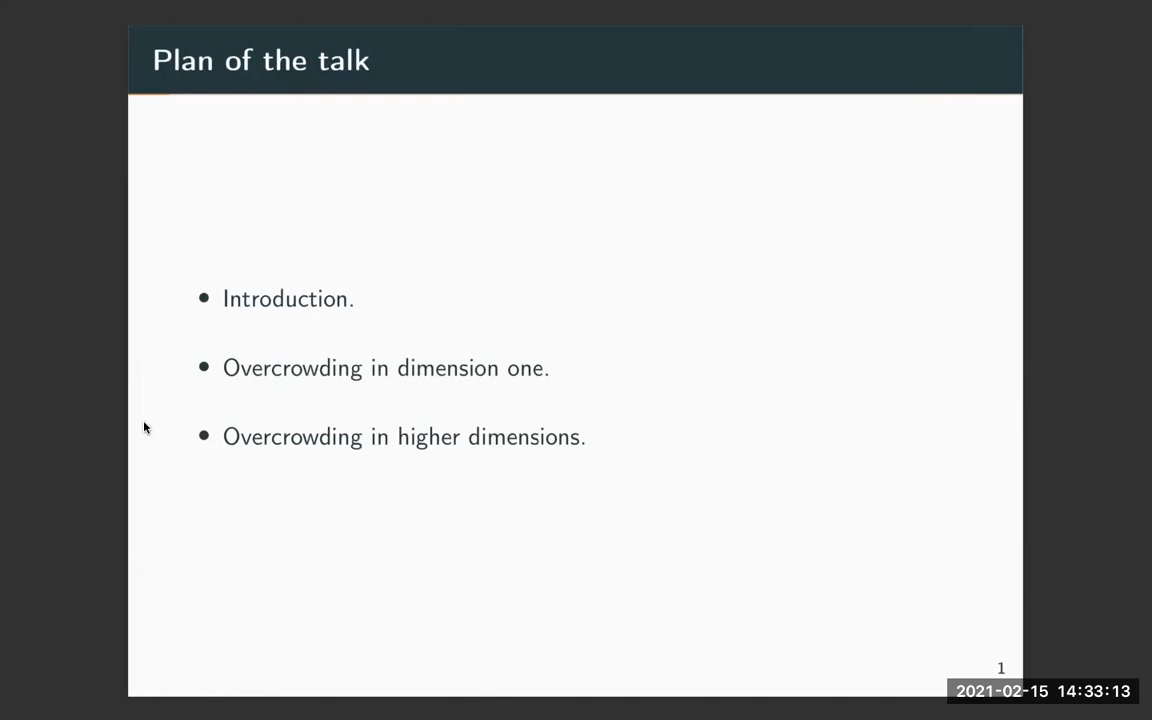 Plan of the talk
• Introduction.
• Overcrowding in dimension one.
• Overcrowding in higher dimensions.
1
2021-02-15 14:33:13